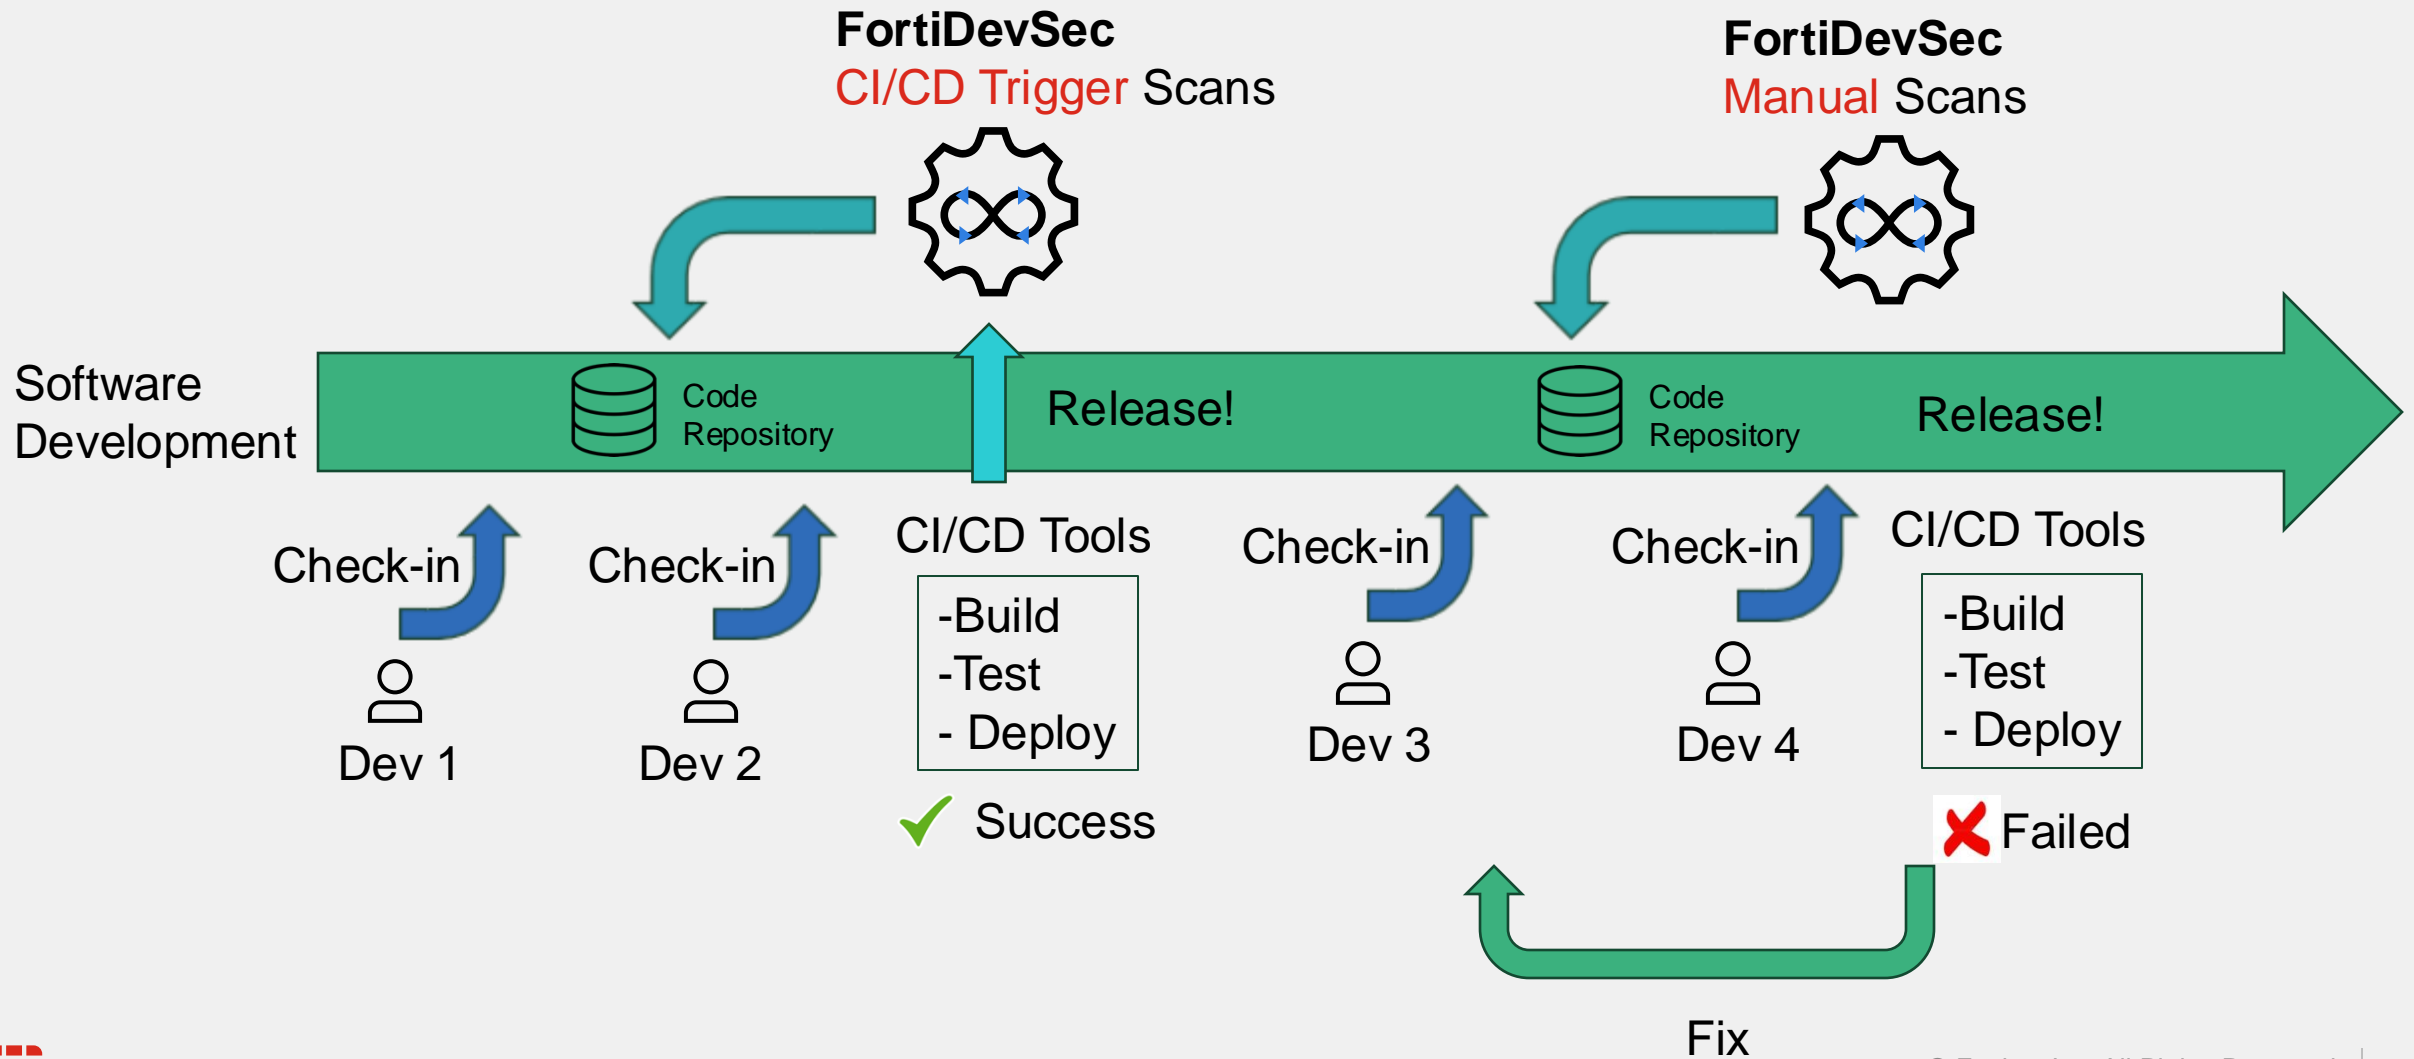 FortiDevSec
CI/CD Trigger Scans
FortiDevSec
Manual Scans
Software
Development
Code
Repository
Release!
Code
Repository
Release!
Check-in
Check-in
CI/CD Tools
-Build
-Test
- Deploy
Check-in
Check-in
CI/CD Tools
-Build
-Test
- Deploy
Dev 1
Dev 2
Dev 3
Dev 4
Success
Failed
Fix